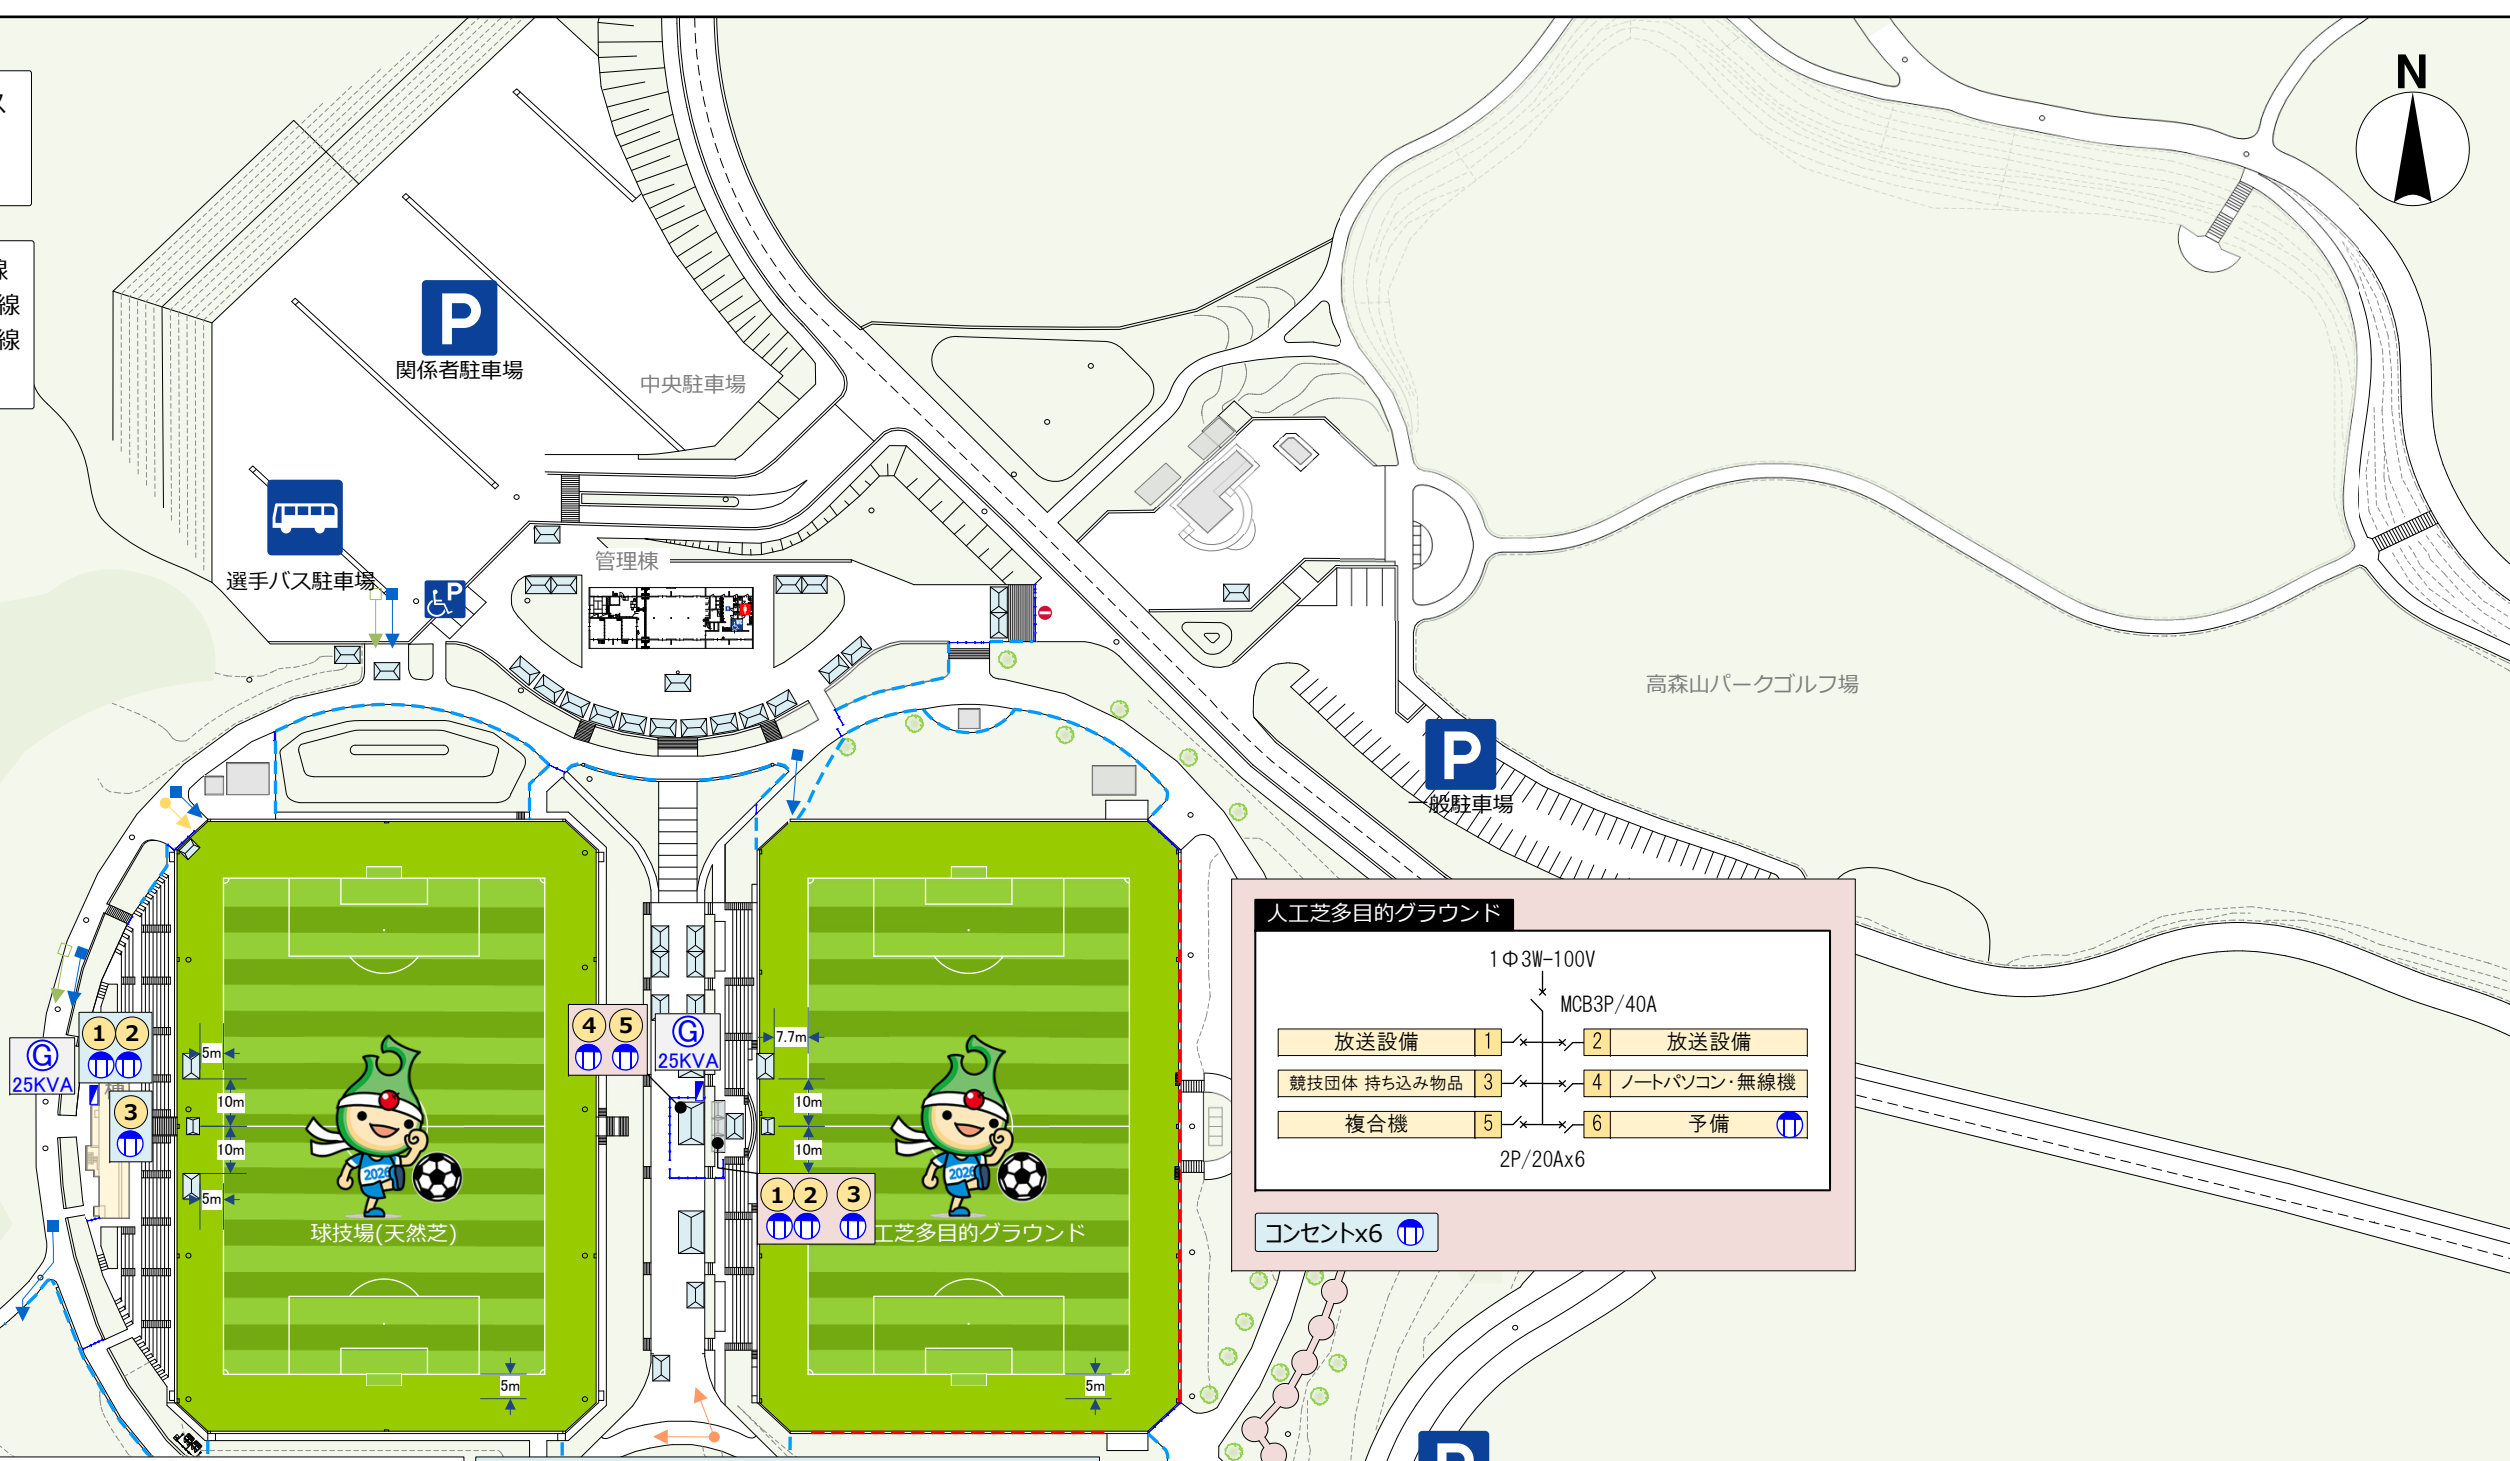 N
ス
線
線
線
P
関係者駐車場
中央駐車場
選手バス駐車場
P
管理棟
高森山パークゴルフ場
P
一般駐車場
人工芝多目的グラウンド
1Φ3W-100V
MCB3P/40A
放送設備 1
2 放送設備
競技団体 持ち込み物品 3
4 ノートパソコン・無線機
複合機 5
6 予備
2P/20Ax6
コンセントx6
G
25KVA
1 2
3
4 5
G
25KVA
1 2 3
5m
10m
10m
5m
7.7m
10m
10m
2026
2026
球技場(天然芝)
工芝多目的グラウンド
5m
5m
P